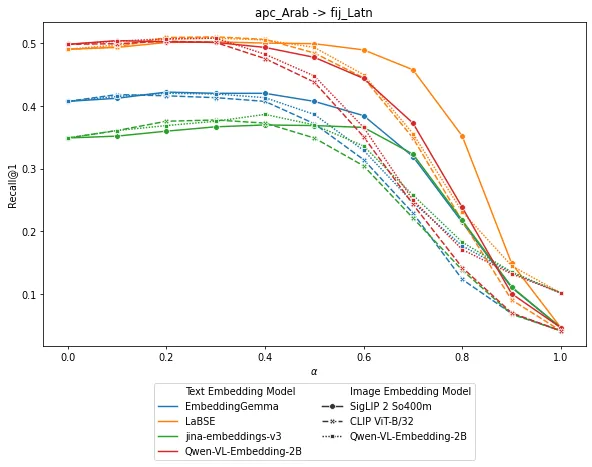 apc_Arab -> fij_Latn
Recall@1
0.5
0.4
0.3
0.2
0.1
0.0 0.2 0.4 0.6 0.8 1.0
α
Text Embedding Model Image Embedding Model
EmbeddingGemma SigLIP 2 So400m
LaBSE CLIP ViT-B/32
jina-embeddings-v3 Qwen-VL-Embedding-2B
Qwen-VL-Embedding-2B